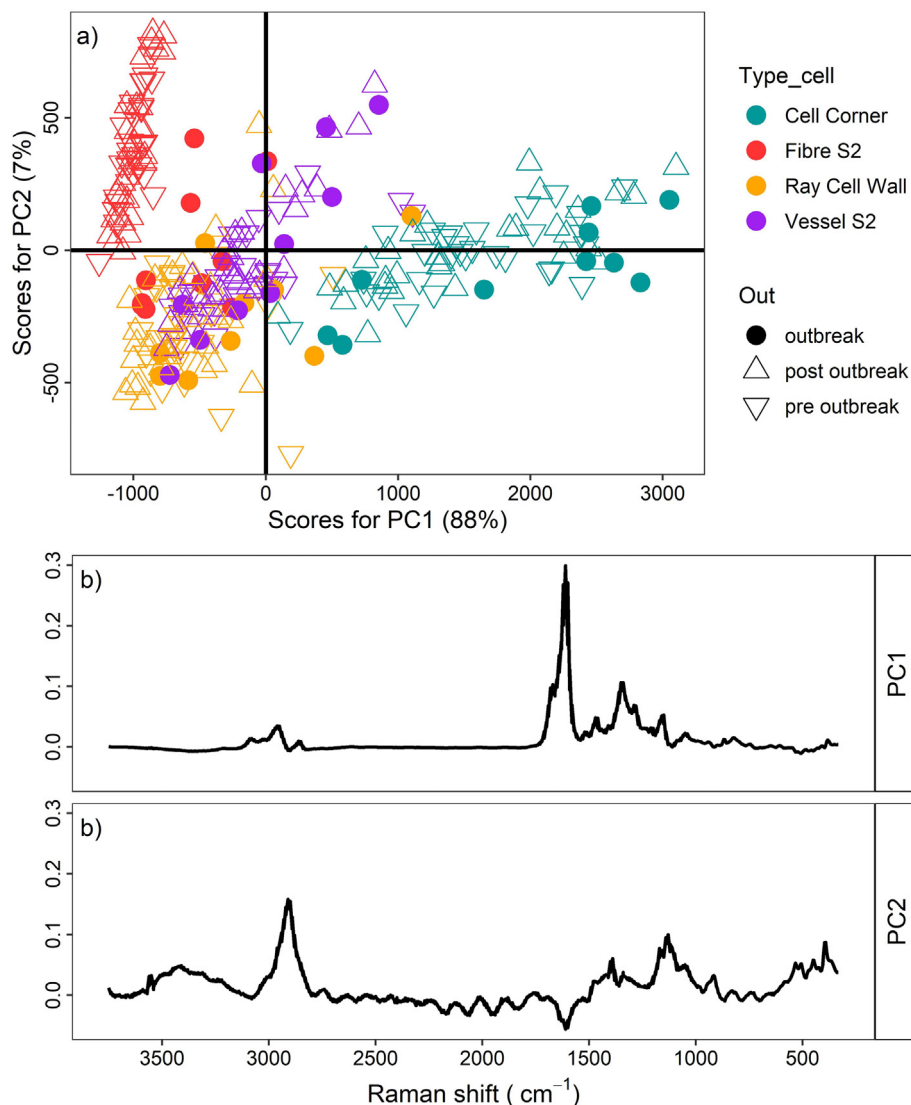 a)
500
0
-500
Scores for PC2 (7%)
-1000
0
1000
2000
3000
Scores for PC1 (88%)
Type_cell
Cell Corner
Fibre S2
Ray Cell Wall
Vessel S2
Out
outbreak
post outbreak
pre outbreak
b)
0.3
0.2
0.1
0.0
PC1
b)
0.3
0.2
0.1
0.0
PC2
3500
3000
2500
2000
1500
1000
500
Raman shift ( cm⁻¹)